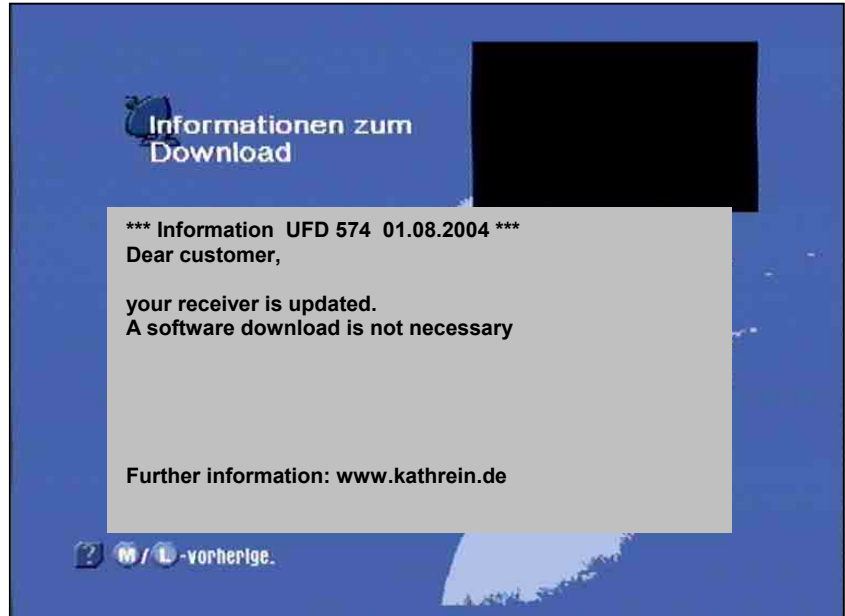 Informationen zum
Download
*** Information UFD 574 01.08.2004 ***
Dear customer,
your receiver is updated.
A software download is not necessary
Further information: www.kathrein.de
? M / L -vorherige.